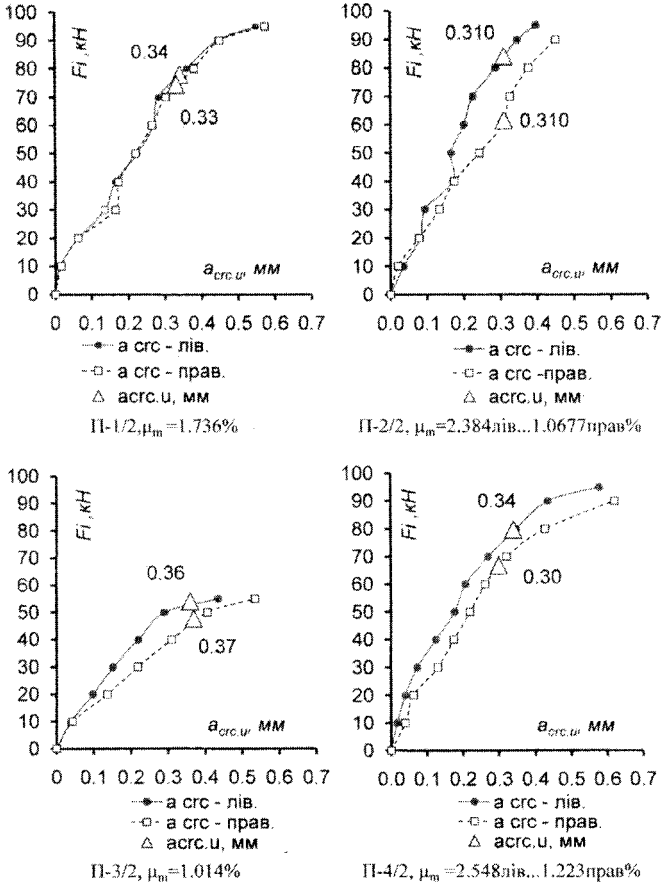 Fi ,кН
100
90
80
70
60
50
40
30
20
10
0
0.34
0.33
a crc.u, мм
0 0.1 0.2 0.3 0.4 0.5 0.6 0.7
a crc - лів.
a crc - прав.
acrc.u, мм
П-1/2,μm=1.736%
Fi ,кН
100
90
80
70
60
50
40
30
20
10
0
0.310
0.310
a crc.u, мм
0.0 0.1 0.2 0.3 0.4 0.5 0.6 0.7
a crc - лів.
a crc -прав.
acrc.u, мм
П-2/2, μm=2.384лів...1.0677прав%
Fi ,кН
100
90
80
70
60
50
40
30
20
10
0
0.36
0.37
a crc.u, мм
0 0.1 0.2 0.3 0.4 0.5 0.6 0.7
a crc - лів.
a crc - прав.
acrc.u, мм
П-3/2, μm=1.014%
Fi ,кН
100
90
80
70
60
50
40
30
20
10
0
0.34
0.30
a crc.u, мм
0.0 0.1 0.2 0.3 0.4 0.5 0.6 0.7
a crc - лів.
a crc - прав.
acrc.u, мм
П-4/2, μm =2.548лів...1.223прав%